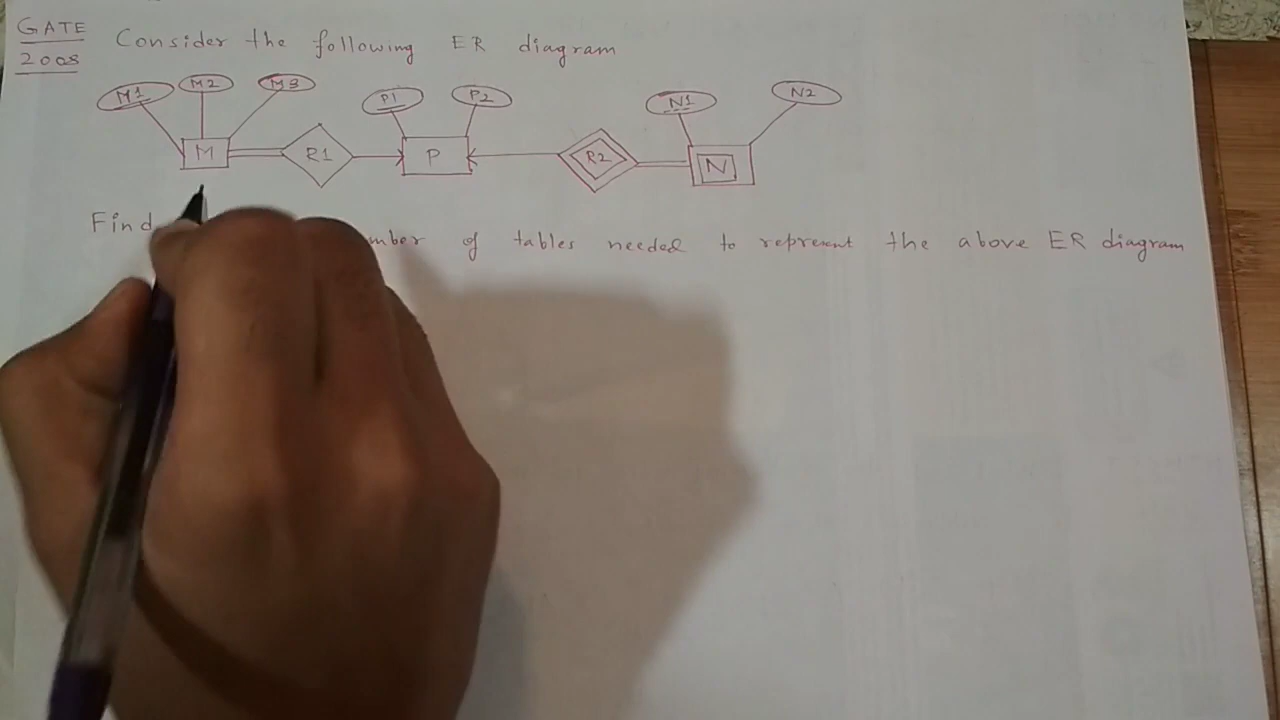 GATE
2008
Consider the following ER diagram
M1 M2 M3 P1 P2 N1 N2
M R1 P R2 N
Find of tables needed to represent the above ER diagram